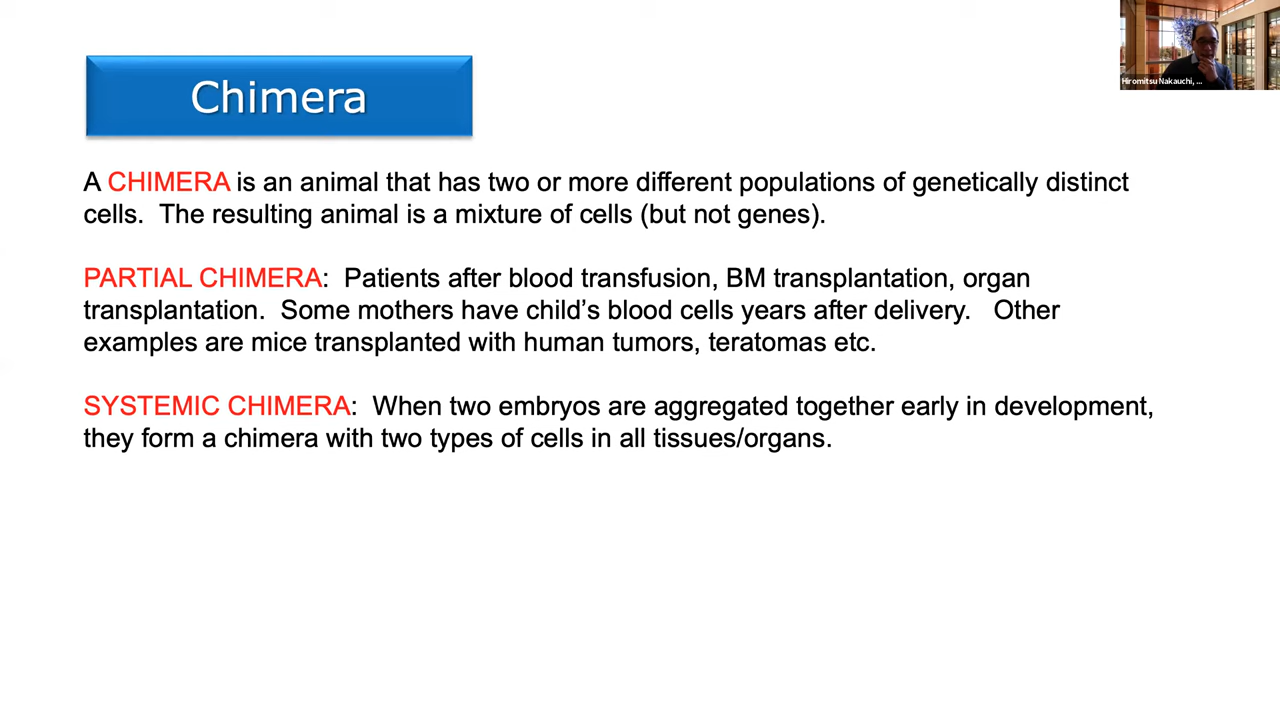 Chimera
Hiromitsu Nakauchi, ...
A CHIMERA is an animal that has two or more different populations of genetically distinct
cells.  The resulting animal is a mixture of cells (but not genes).
PARTIAL CHIMERA:  Patients after blood transfusion, BM transplantation, organ
transplantation.  Some mothers have child’s blood cells years after delivery.   Other
examples are mice transplanted with human tumors, teratomas etc.
SYSTEMIC CHIMERA:  When two embryos are aggregated together early in development,
they form a chimera with two types of cells in all tissues/organs.